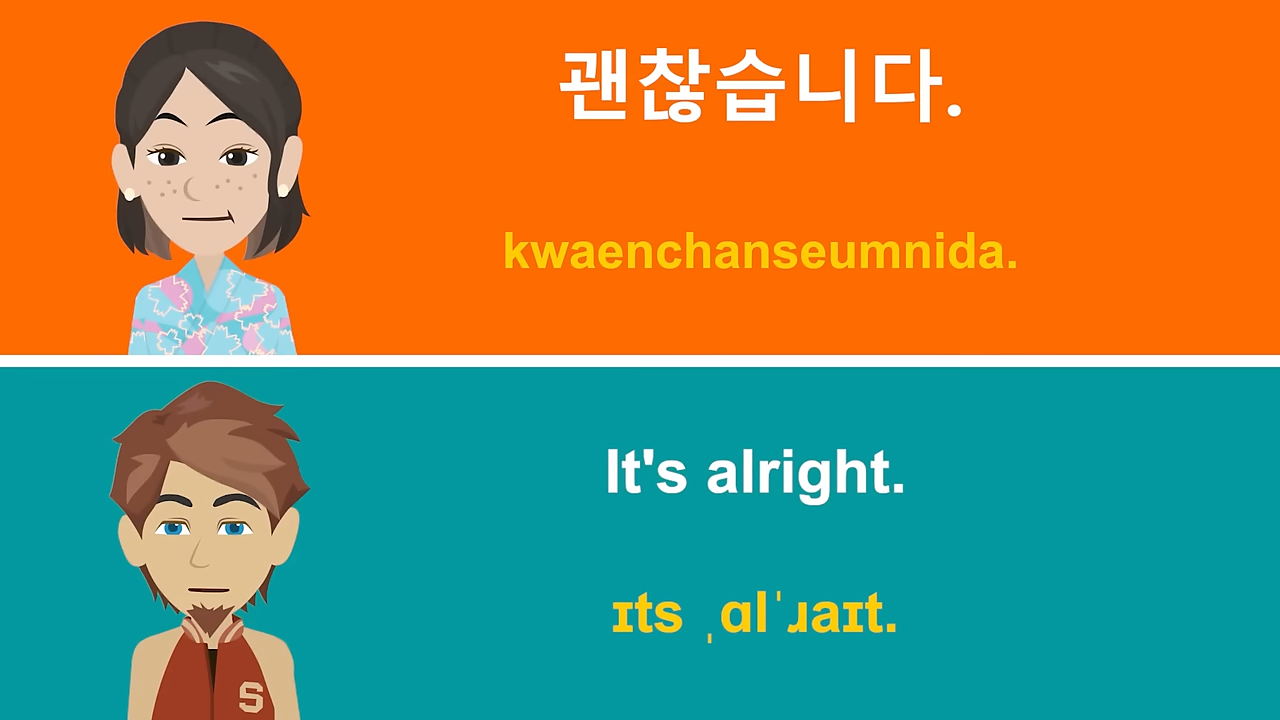 괜찮습니다.
kwaenchanseumnida.
It's alright.
ɪts ˌɑlˈɹaɪt.
S